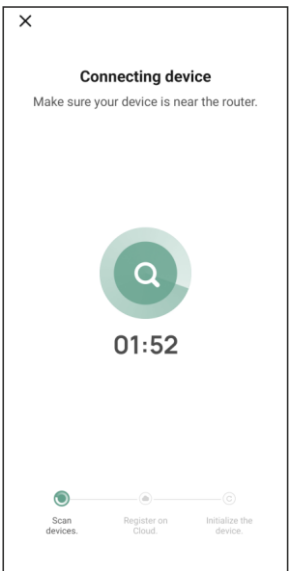 Connecting device
Make sure your device is near the router.
01:52
Scan
devices.
Register on
Cloud.
Initialize the
device.